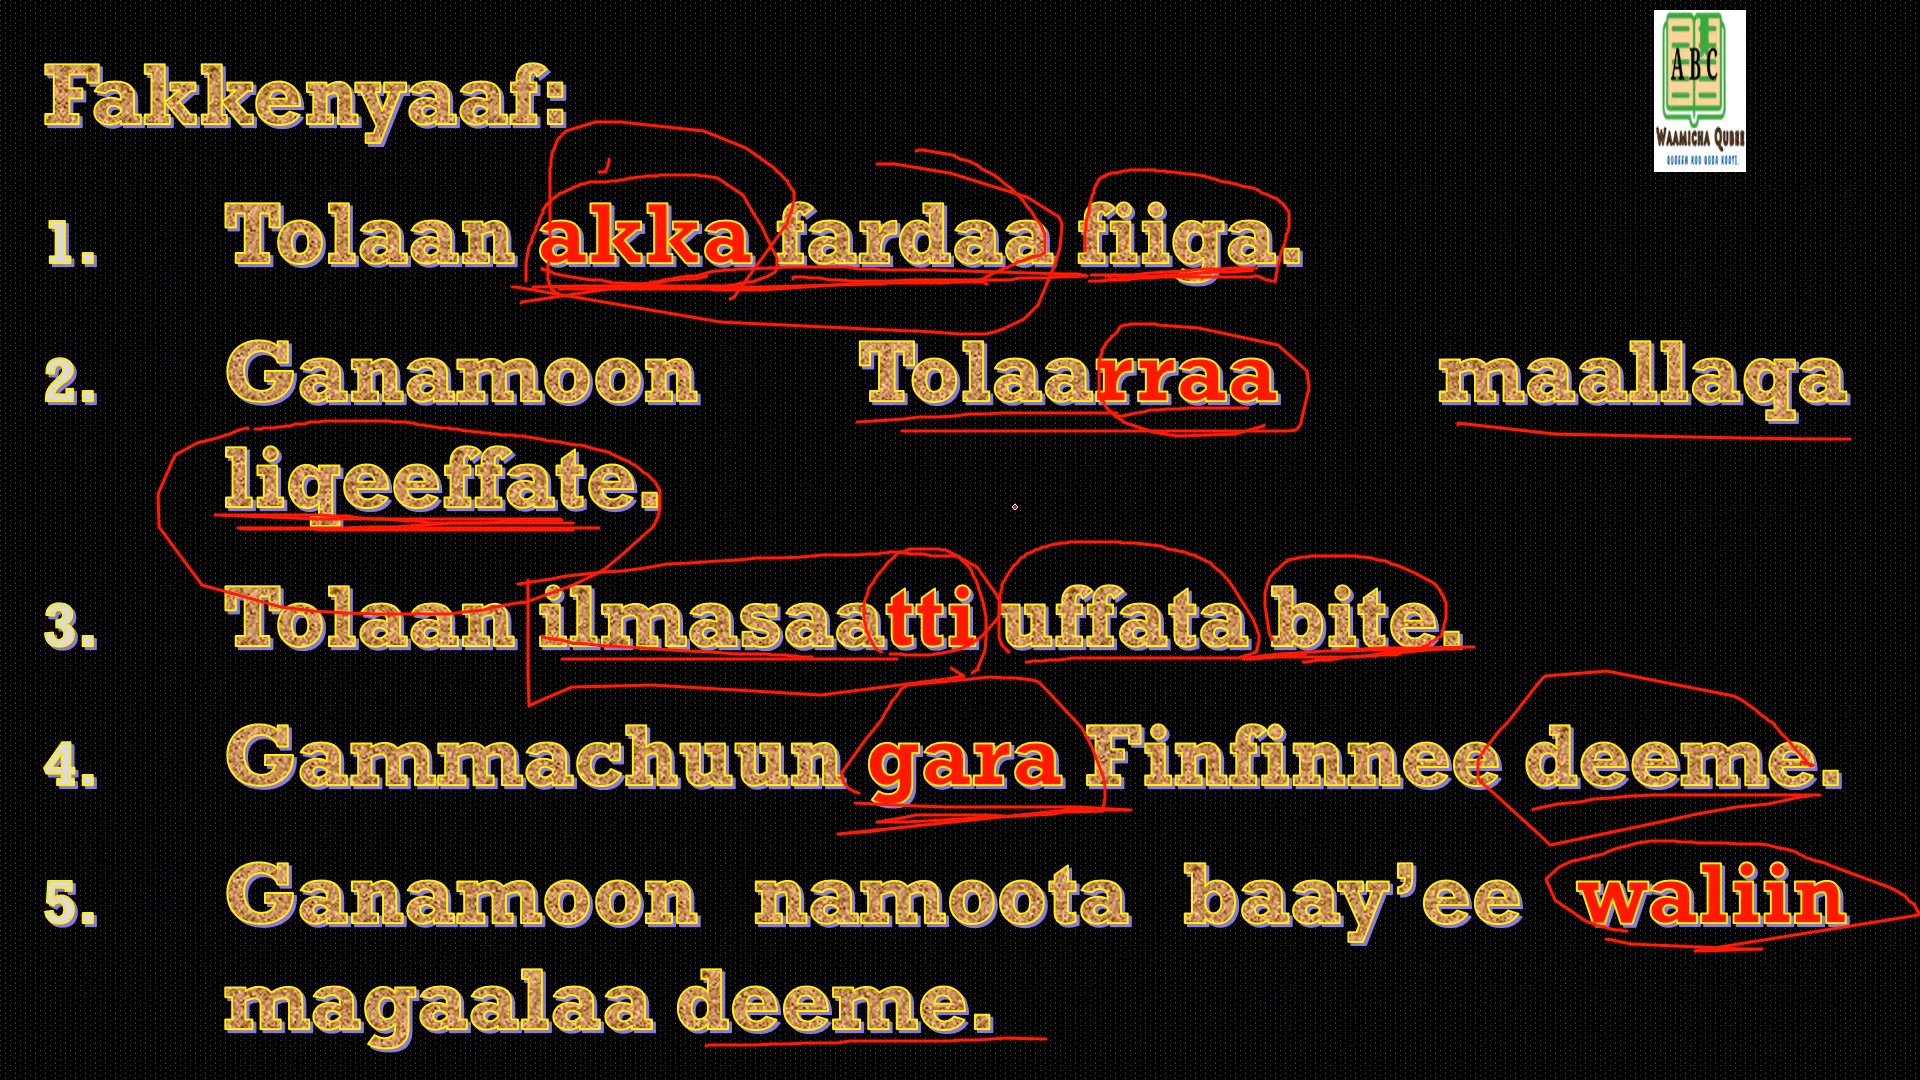 Fakkenyaaf:
ABC
WAAMICHA QUBEE
1. Tolaan akka fardaa fiiga.
2. Ganamoon Tolaarraa maallaqa
liqeeffate.
3. Tolaan ilmasaatti uffata bite.
4. Gammachuun gara Finfinnee deeme.
5. Ganamoon namoota baay’ee waliin
magaalaa deeme.